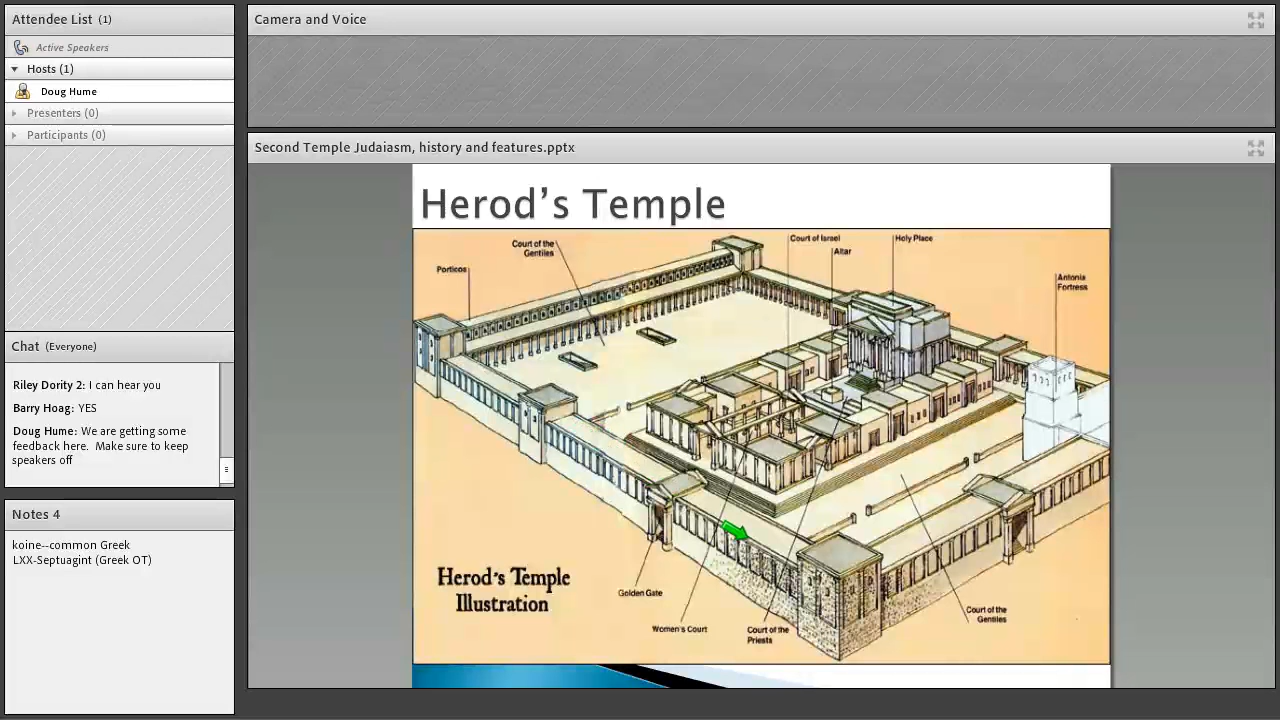 Attendee List (1)
Active Speakers
Hosts (1)
Doug Hume
Presenters (0)
Participants (0)
Chat (Everyone)
Riley Dority 2: I can hear you
Barry Hoag: YES
Doug Hume: We are getting some
feedback here. Make sure to keep
speakers off
Notes 4
koine--common Greek
LXX-Septuagint (Greek OT)
Camera and Voice
Second Temple Judaiasm, history and features.pptx
Herod’s Temple
Court of the
Gentiles
Court of Israel
Holy Place
Altar
Porticos
Antonia
Fortress
Herod's Temple
Illustration
Golden Gate
Women's Court
Court of the
Priests
Court of the
Gentiles